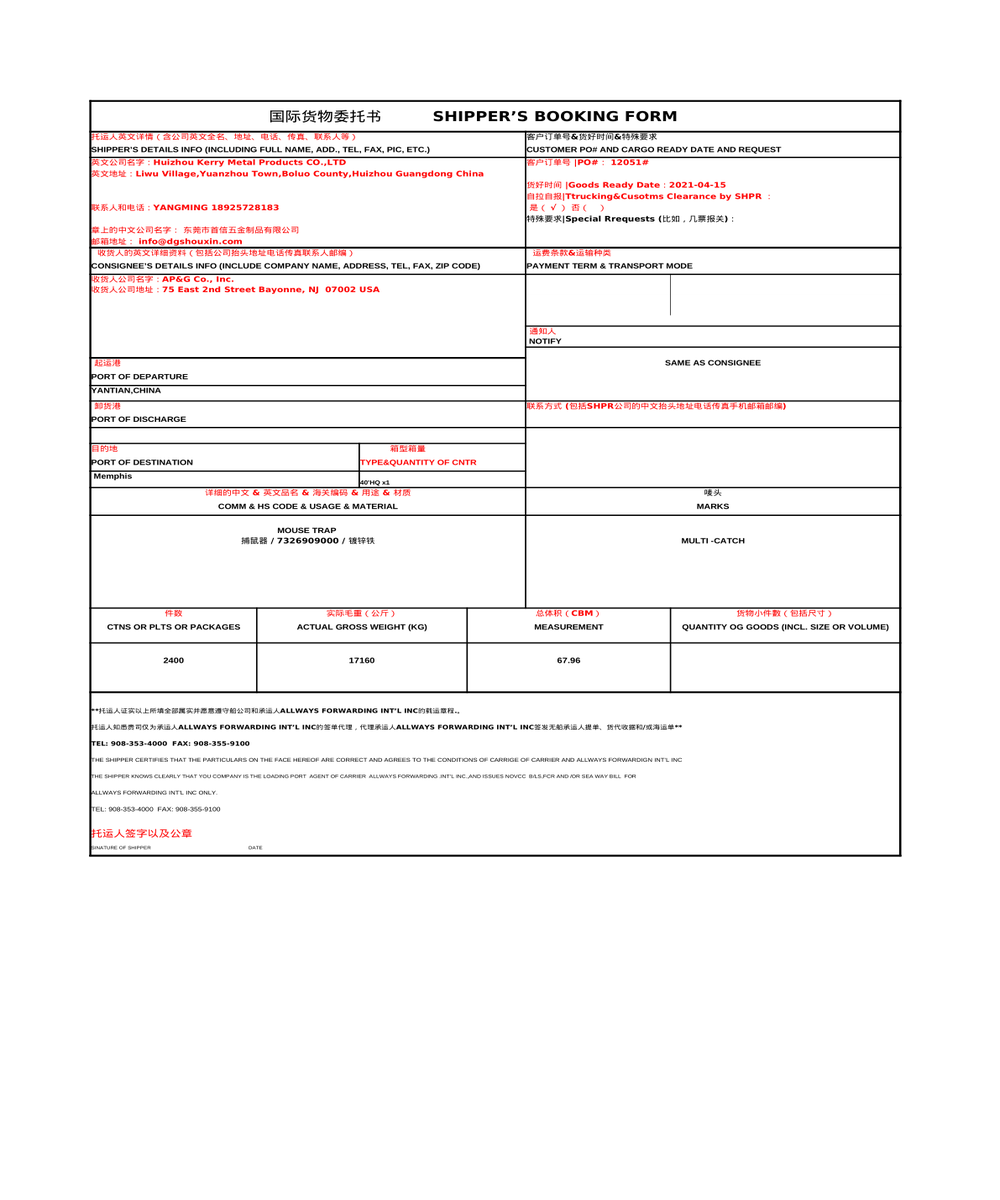 国际货物委托书 SHIPPER'S BOOKING FORM
托运人英文详情（含公司英文全名、地址、电话、传真、联系人等）
SHIPPER'S DETAILS INFO (INCLUDING FULL NAME, ADD., TEL, FAX, PIC, ETC.)
客户订单号&货好时间&特殊要求
CUSTOMER PO# AND CARGO READY DATE AND REQUEST
英文公司名字：Huizhou Kerry Metal Products CO.,LTD
英文地址：Liwu Village,Yuanzhou Town,Boluo County,Huizhou Guangdong China
联系人和电话：YANGMING 18925728183
章上的中文公司名字： 东莞市首信五金制品有限公司
邮箱地址： info@dgshouxin.com
客户订单号 |PO#： 12051#
货好时间 |Goods Ready Date：2021-04-15
自拉自报|Ttrucking&Cusotms Clearance by SHPR ：
是（ √ ） 否（ ）
特殊要求|Special Rrequests (比如，几票报关)：
收货人的英文详细资料（包括公司抬头地址电话传真联系人邮编）
CONSIGNEE'S DETAILS INFO (INCLUDE COMPANY NAME, ADDRESS, TEL, FAX, ZIP CODE)
运费条款&运输种类
PAYMENT TERM & TRANSPORT MODE
收货人公司名字：AP&G Co., Inc.
收货人公司地址：75 East 2nd Street Bayonne, NJ 07002 USA
通知人
NOTIFY
SAME AS CONSIGNEE
起运港
PORT OF DEPARTURE
YANTIAN,CHINA
卸货港
PORT OF DISCHARGE
联系方式 (包括SHPR公司的中文抬头地址电话传真手机邮箱邮编)
目的地
PORT OF DESTINATION
箱型箱量
TYPE&QUANTITY OF CNTR
Memphis
40'HQ x1
详细的中文 & 英文品名 & 海关编码 & 用途 & 材质
COMM & HS CODE & USAGE & MATERIAL
唛头
MARKS
MOUSE TRAP
捕鼠器 / 7326909000 / 镀锌铁
MULTI -CATCH
件数
CTNS OR PLTS OR PACKAGES
实际毛重（公斤）
ACTUAL GROSS WEIGHT (KG)
总体积（CBM）
MEASUREMENT
货物小件數（包括尺寸）
QUANTITY OG GOODS (INCL. SIZE OR VOLUME)
2400
17160
67.96
**托运人证实以上所填全部属实并愿意遵守船公司和承运人ALLWAYS FORWARDING INT'L INC的载运章程.,
托运人知悉贵司仅为承运人ALLWAYS FORWARDING INT'L INC的签单代理，代理承运人ALLWAYS FORWARDING INT'L INC签发无船承运人提单、货代收据和/或海运单**
TEL: 908-353-4000 FAX: 908-355-9100
THE SHIPPER CERTIFIES THAT THE PARTICULARS ON THE FACE HEREOF ARE CORRECT AND AGREES TO THE CONDITIONS OF CARRIGE OF CARRIER AND ALLWAYS FORWARDIGN INT'L INC
THE SHIPPER KNOWS CLEARLY THAT YOU COMPANY IS THE LOADING PORT AGENT OF CARRIER ALLWAYS FORWARDING .INT'L INC.,AND ISSUES NOVCC B/LS,FCR AND /OR SEA WAY BILL FOR
ALLWAYS FORWARDING INT'L INC ONLY.
TEL: 908-353-4000 FAX: 908-355-9100
托运人签字以及公章
SINATURE OF SHIPPER DATE